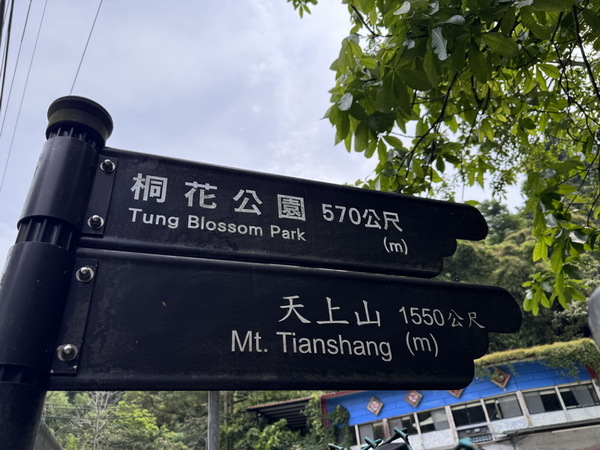 桐花公園 570公尺
Tung Blossom Park (m)
天上山 1550公尺
Mt. Tianshang (m)